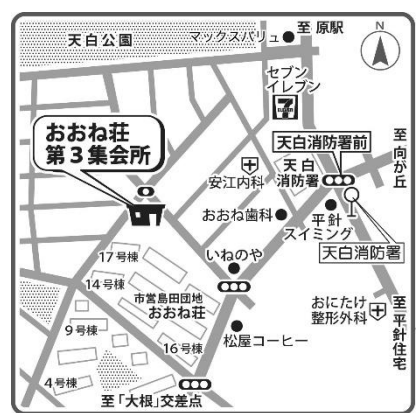 天白公園
マックスバリュ
至 原駅
N
セブン
イレブン
7
ELEVEN
おおね荘
第3集会所
天白消防署前
至 向が丘
天白
消防署
安江内科
おおね歯科
平針
スイミング
天白消防署
17号棟
いねのや
14号棟
市営島田団地
おおね荘
9号棟
おにたけ
整形外科
至 平針住宅
16号棟
松屋コーヒー
4号棟
至「大根」交差点